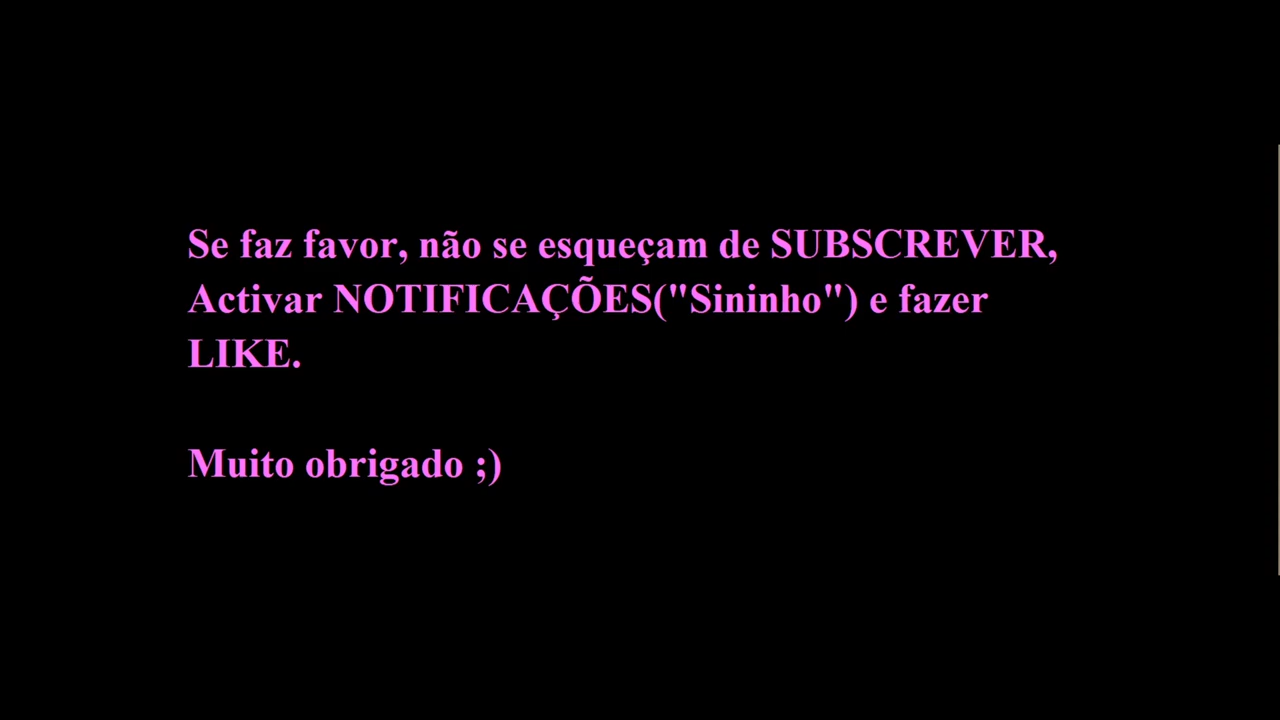 Se faz favor, não se esqueçam de SUBSCREVER,
Activar NOTIFICAÇÕES("Sininho") e fazer
LIKE.
Muito obrigado ;)